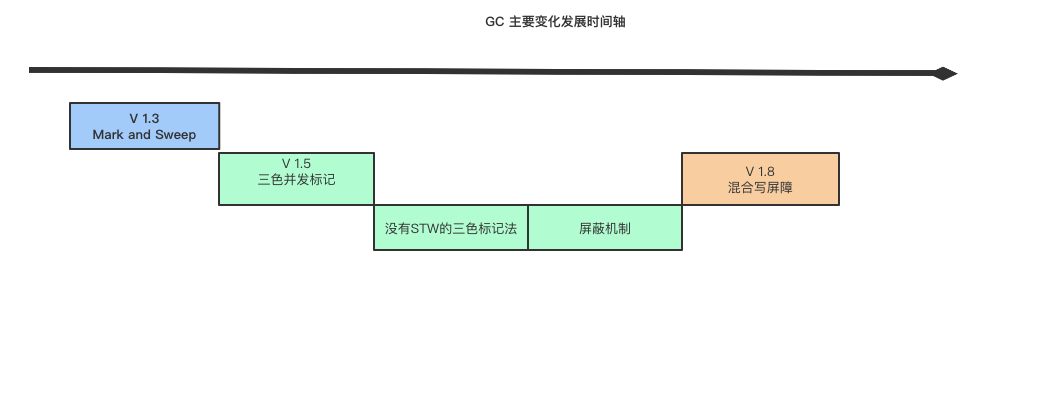 GC 主要变化发展时间轴
V 1.3
Mark and Sweep
V 1.5
三色并发标记
V 1.8
混合写屏障
没有STW的三色标记法
屏蔽机制